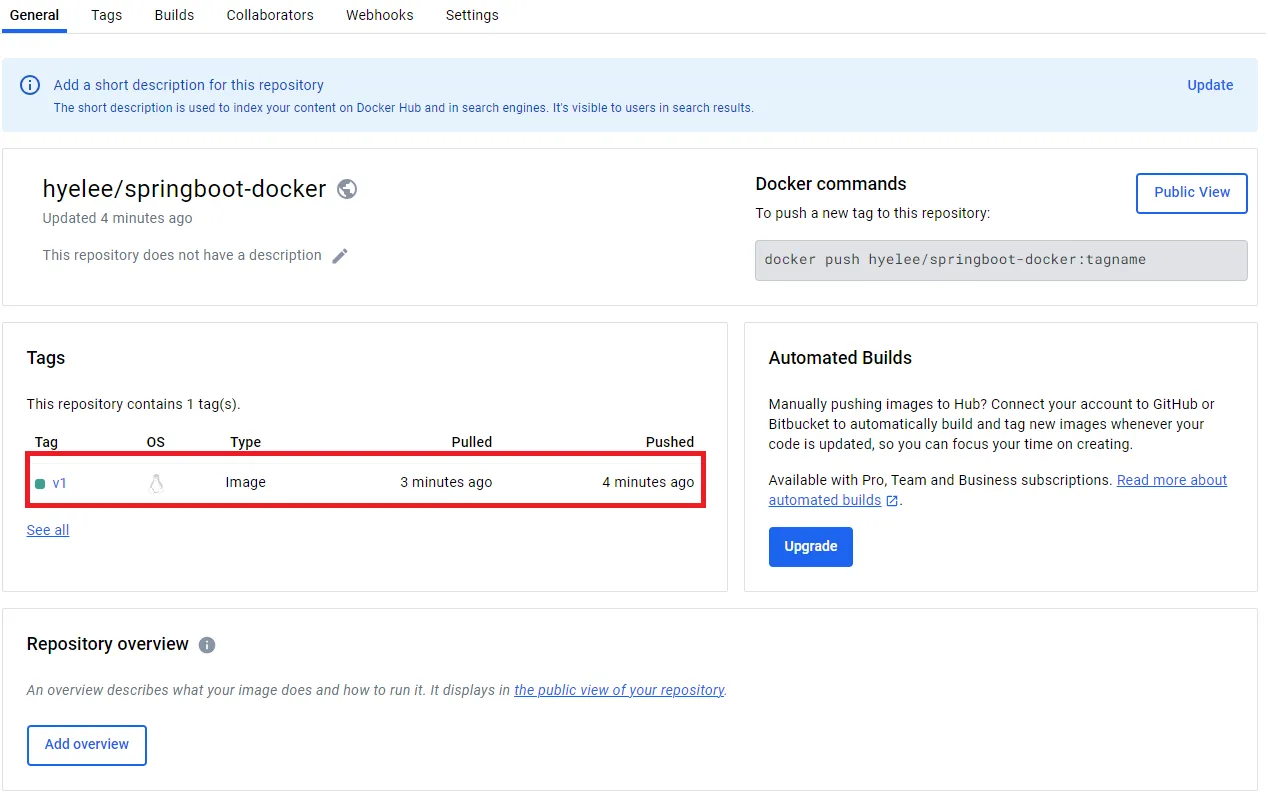 General Tags Builds Collaborators Webhooks Settings
Add a short description for this repository
Update
The short description is used to index your content on Docker Hub and in search engines. It's visible to users in search results.
hyelee/springboot-docker
Updated 4 minutes ago
This repository does not have a description
Docker commands
Public View
To push a new tag to this repository:
docker push hyelee/springboot-docker:tagname
Tags
This repository contains 1 tag(s).
Tag OS Type Pulled Pushed
v1 Image 3 minutes ago 4 minutes ago
See all
Automated Builds
Manually pushing images to Hub? Connect your account to GitHub or
Bitbucket to automatically build and tag new images whenever your
code is updated, so you can focus your time on creating.
Available with Pro, Team and Business subscriptions. Read more about
automated builds .
Upgrade
Repository overview
An overview describes what your image does and how to run it. It displays in the public view of your repository.
Add overview